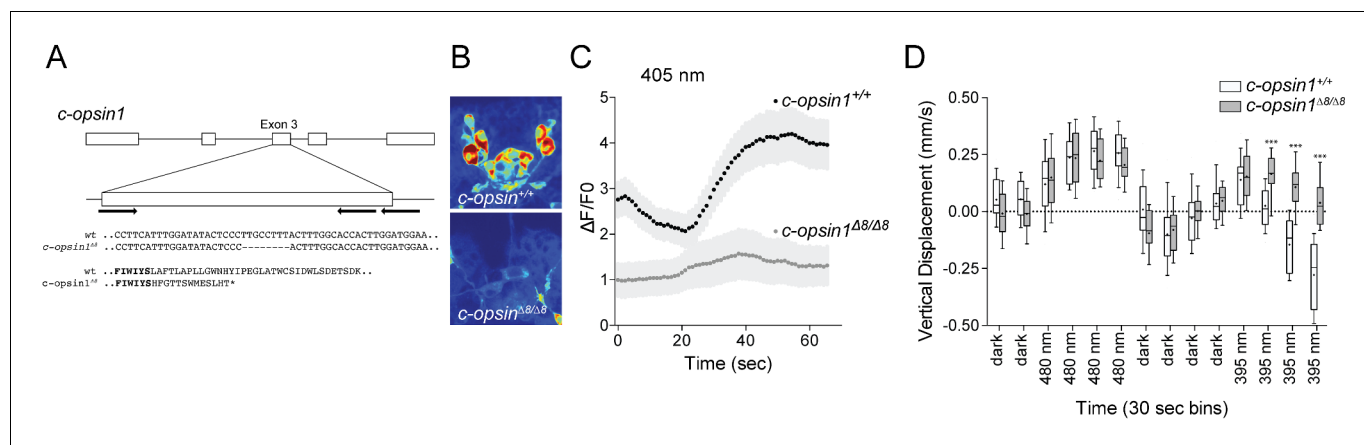 A
c-opsin1
Exon 3
wt ..CCTTCATTTGGATATACTCCCTTGCCTTTACTTTGGCACCACTTGGATGGAA..
c-opsin1Δ8 ..CCTTCATTTGGATATACTCCC--------ACTTTGGCACCACTTGGATGGAA..
wt ..FIWIYSLAFTLAPLLGWNHYIPEGLATWCSIDWLSDETSDK..
c-opsin1Δ8 ..FIWIYSHFGTTSWMESLHT*
B
c-opsin+/+
c-opsinΔ8/Δ8
C
405 nm
c-opsin1+/+
c-opsin1Δ8/Δ8
ΔF/F0
5
4
3
2
1
0
0 20 40 60
Time (sec)
D
c-opsin1+/+
c-opsin1Δ8/Δ8
Vertical Displacement (mm/s)
0.50
0.25
0.00
-0.25
-0.50
*** *** ***
dark dark 480 nm 480 nm 480 nm 480 nm dark dark dark dark 395 nm 395 nm 395 nm 395 nm
Time (30 sec bins)